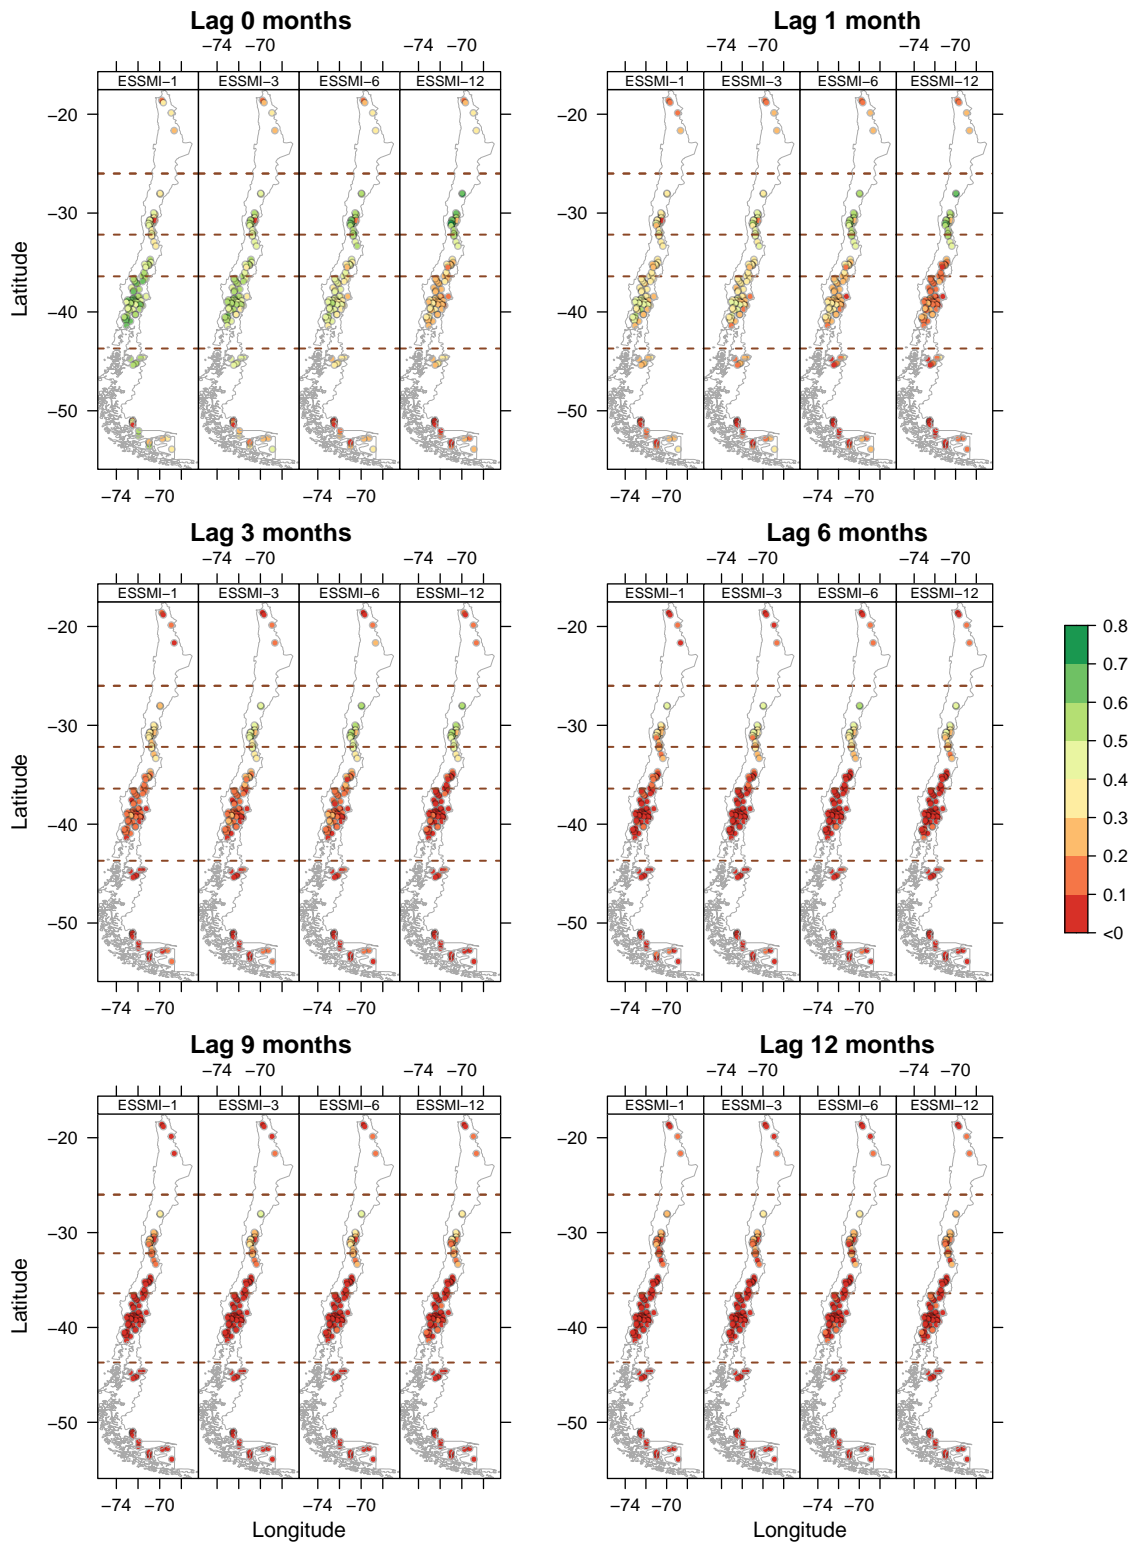 Lag 0 months Lag 1 month
−74 −70 −74 −70 −74 −70 −74 −70
ESSMI−1 ESSMI−3 ESSMI−6 ESSMI−12 ESSMI−1 ESSMI−3 ESSMI−6 ESSMI−12
−20 −20
−30 −30
Latitude
−40 −40
−50 −50
−74 −70 −74 −70 −74 −70 −74 −70
Lag 3 months Lag 6 months
−74 −70 −74 −70 −74 −70 −74 −70
ESSMI−1 ESSMI−3 ESSMI−6 ESSMI−12 ESSMI−1 ESSMI−3 ESSMI−6 ESSMI−12
−20 −20
−30 −30
Latitude
−40 −40
−50 −50
−74 −70 −74 −70 −74 −70 −74 −70
0.8
0.7
0.6
0.5
0.4
0.3
0.2
0.1
<0
Lag 9 months Lag 12 months
−74 −70 −74 −70 −74 −70 −74 −70
ESSMI−1 ESSMI−3 ESSMI−6 ESSMI−12 ESSMI−1 ESSMI−3 ESSMI−6 ESSMI−12
−20 −20
−30 −30
Latitude
−40 −40
−50 −50
−74 −70 −74 −70 −74 −70 −74 −70
Longitude Longitude